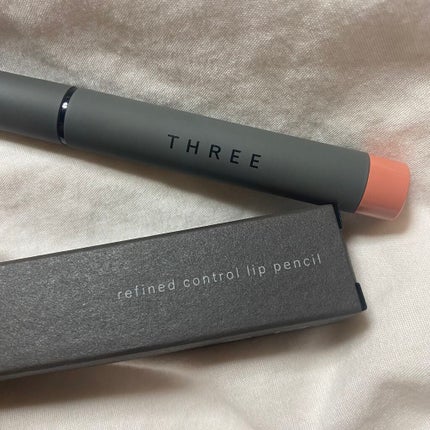 THREE
refined control lip pencil